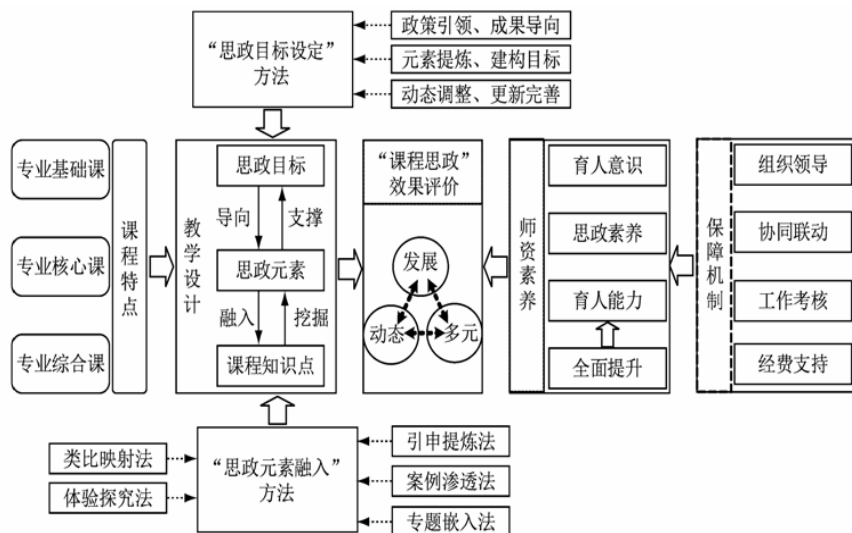 “思政目标设定”
方法
政策引领、成果导向
元素提炼、建构目标
动态调整、更新完善
专业基础课
专业核心课
专业综合课
课程特点
教学设计
思政目标
导向
支撑
思政元素
融入
挖掘
课程知识点
“课程思政”
效果评价
发展
动态
多元
师资素养
育人意识
思政素养
育人能力
全面提升
保障机制
组织领导
协同联动
工作考核
经费支持
类比映射法
体验探究法
“思政元素融入”
方法
引申提炼法
案例渗透法
专题嵌入法